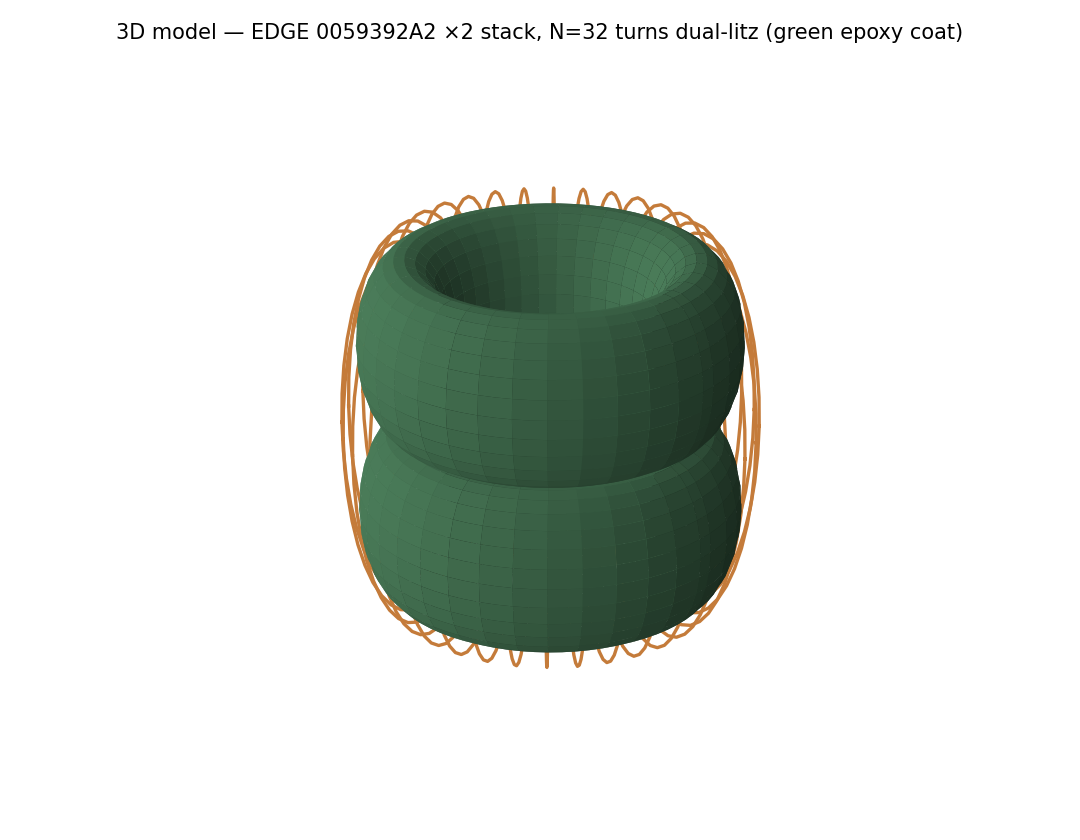 3D model — EDGE 0059392A2 ×2 stack, N=32 turns dual-litz (green epoxy coat)